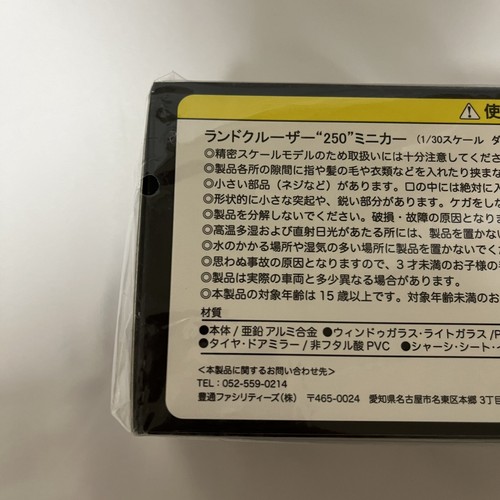 ⚠使
ランドクルーザー“250”ミニカー (1/30スケール ダ
◎精密スケールモデルのため取扱いには十分注意してくださ
◎製品各所の隙間に指や髪の毛や衣類などを入れたり挟まな
◎小さい部品（ネジなど）があります。口の中には絶対に入
◎形状的に小さな突起や、鋭い部分があります。ケガをしな
◎製品を分解しないでください。破損・故障の原因となりま
◎高温多湿および直射日光があたる所には、製品を置かない
◎水のかかる場所や湿気の多い場所に製品を置かないでくだ
◎思わぬ事故の原因となりますので、3才未満のお子様の手
◎製品は実際の車両と多少異なる場合があります。
◎本製品の対象年齢は15歳以上です。対象年齢未満のお
材質
●本体/亜鉛アルミ合金 ●ウィンドゥガラス・ライトガラス/P
●タイヤ・ドアミラー/非フタル酸PVC ●シャーシ・シート・
＜本製品に関するお問い合わせ先＞
TEL：052-559-0214
豊通ファシリティーズ（株） 〒465-0024 愛知県名古屋市名東区本郷3丁目